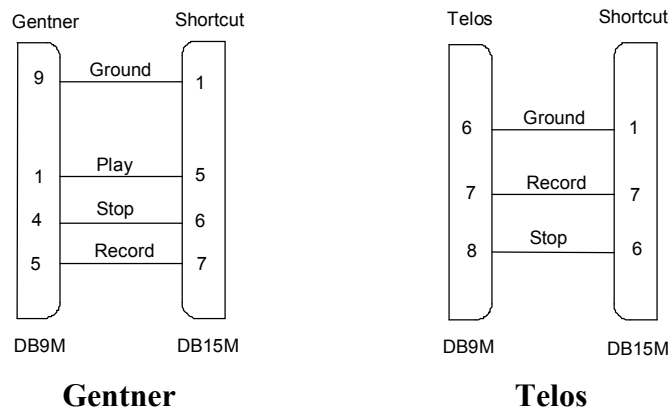 Gentner Shortcut
9 Ground 1
1 Play 5
4 Stop 6
5 Record 7
DB9M DB15M
Gentner
Telos Shortcut
6 Ground 1
7 Record 7
8 Stop 6
DB9M DB15M
Telos